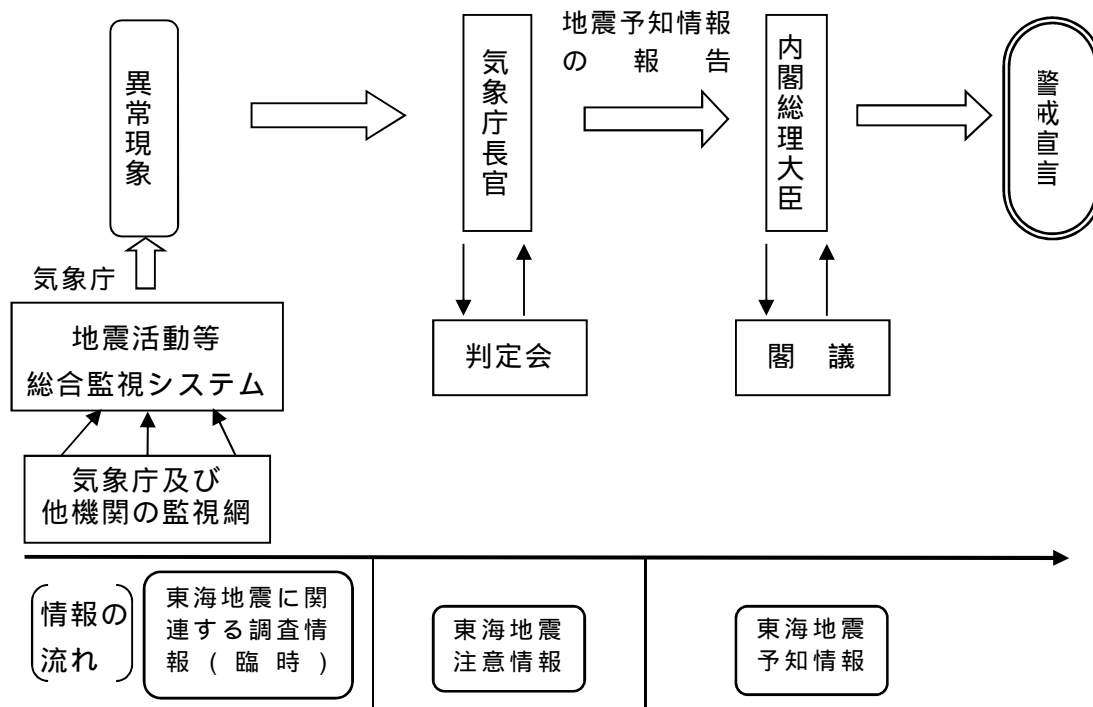 異常現象
気象庁長官
地震予知情報
の報告
内閣総理大臣
警戒宣言
気象庁
地震活動等
総合監視システム
判定会
閣議
気象庁及び
他機関の監視網
情報の
流れ
東海地震に関
連する調査情
報(臨時)
東海地震
注意情報
東海地震
予知情報